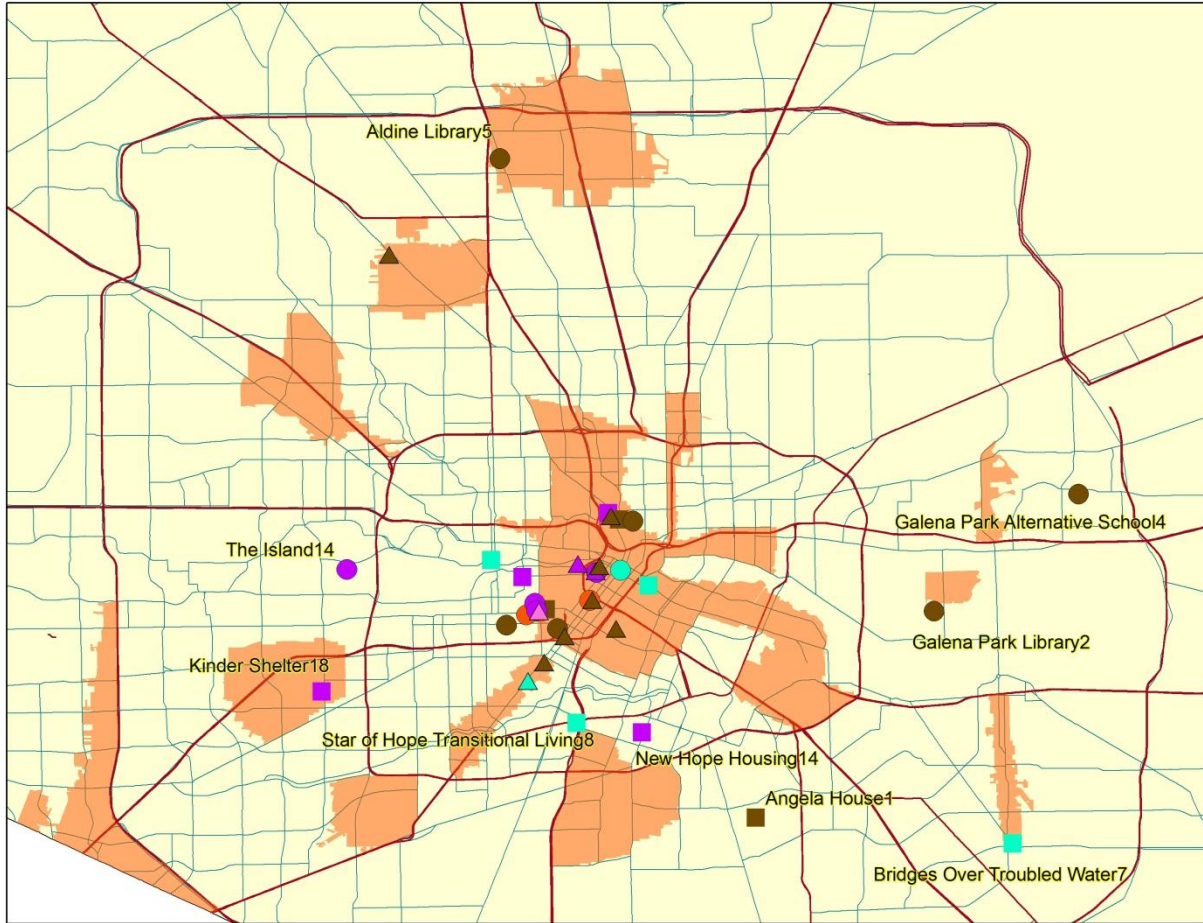 Aldine Library5
Galena Park Alternative School4
The Island14
Galena Park Library2
Kinder Shelter18
Star of Hope Transitional Living8
New Hope Housing14
Angela House1
Bridges Over Troubled Water7